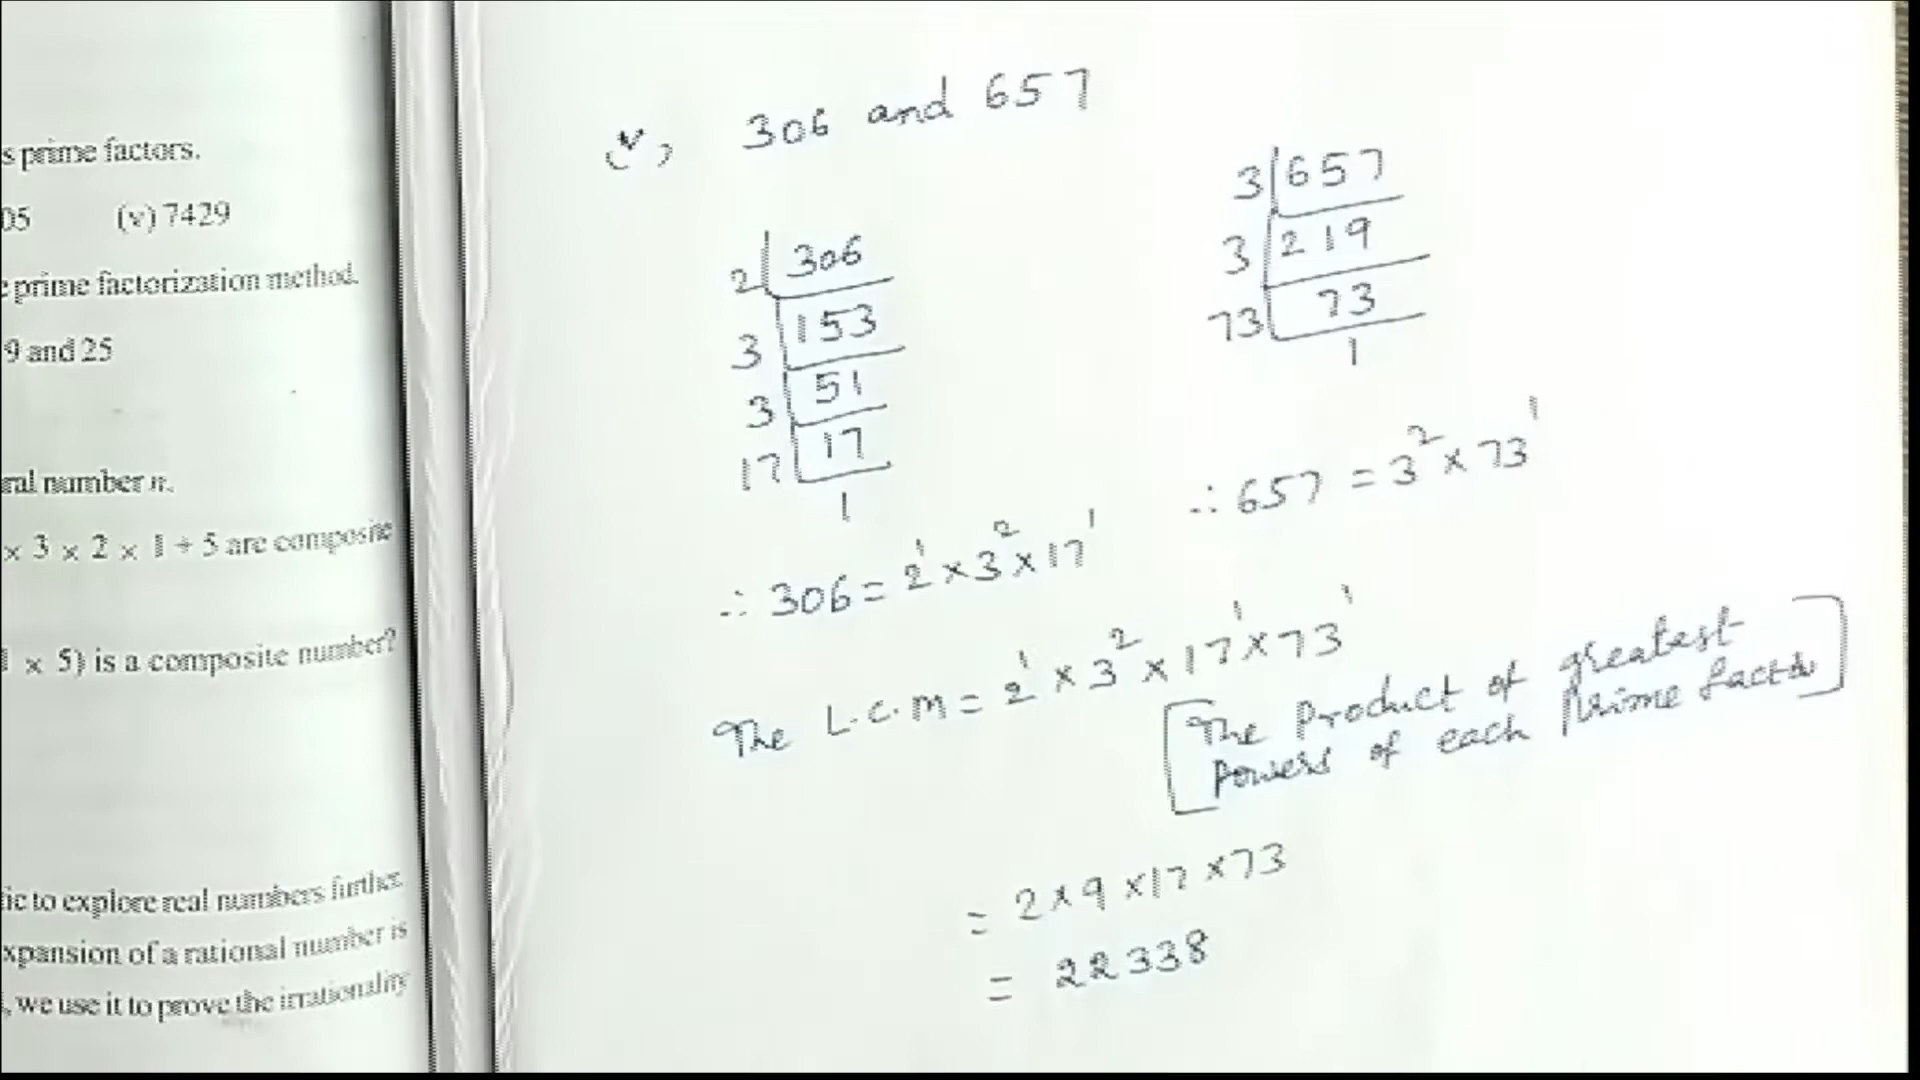 s prime factors.
05 (v) 7429
prime factorization method.
9 and 25
ral number n.
× 3 × 2 × 1 + 5 are composite
× 5) is a composite number?
ic to explore real numbers further.
xpansion of a rational number is
, we use it to prove the irrationality
(v), 306 and 657
2 | 306
3 | 153
3 | 51
17 | 17
1
∴ 306 = 2¹ × 3² × 17¹
3 | 657
3 | 219
73 | 73
1
∴ 657 = 3² × 73¹
The L.C.M = 2¹ × 3² × 17¹ × 73¹
[The Product of greatest
powers of each prime factor]
= 2 × 9 × 17 × 73
= 22338